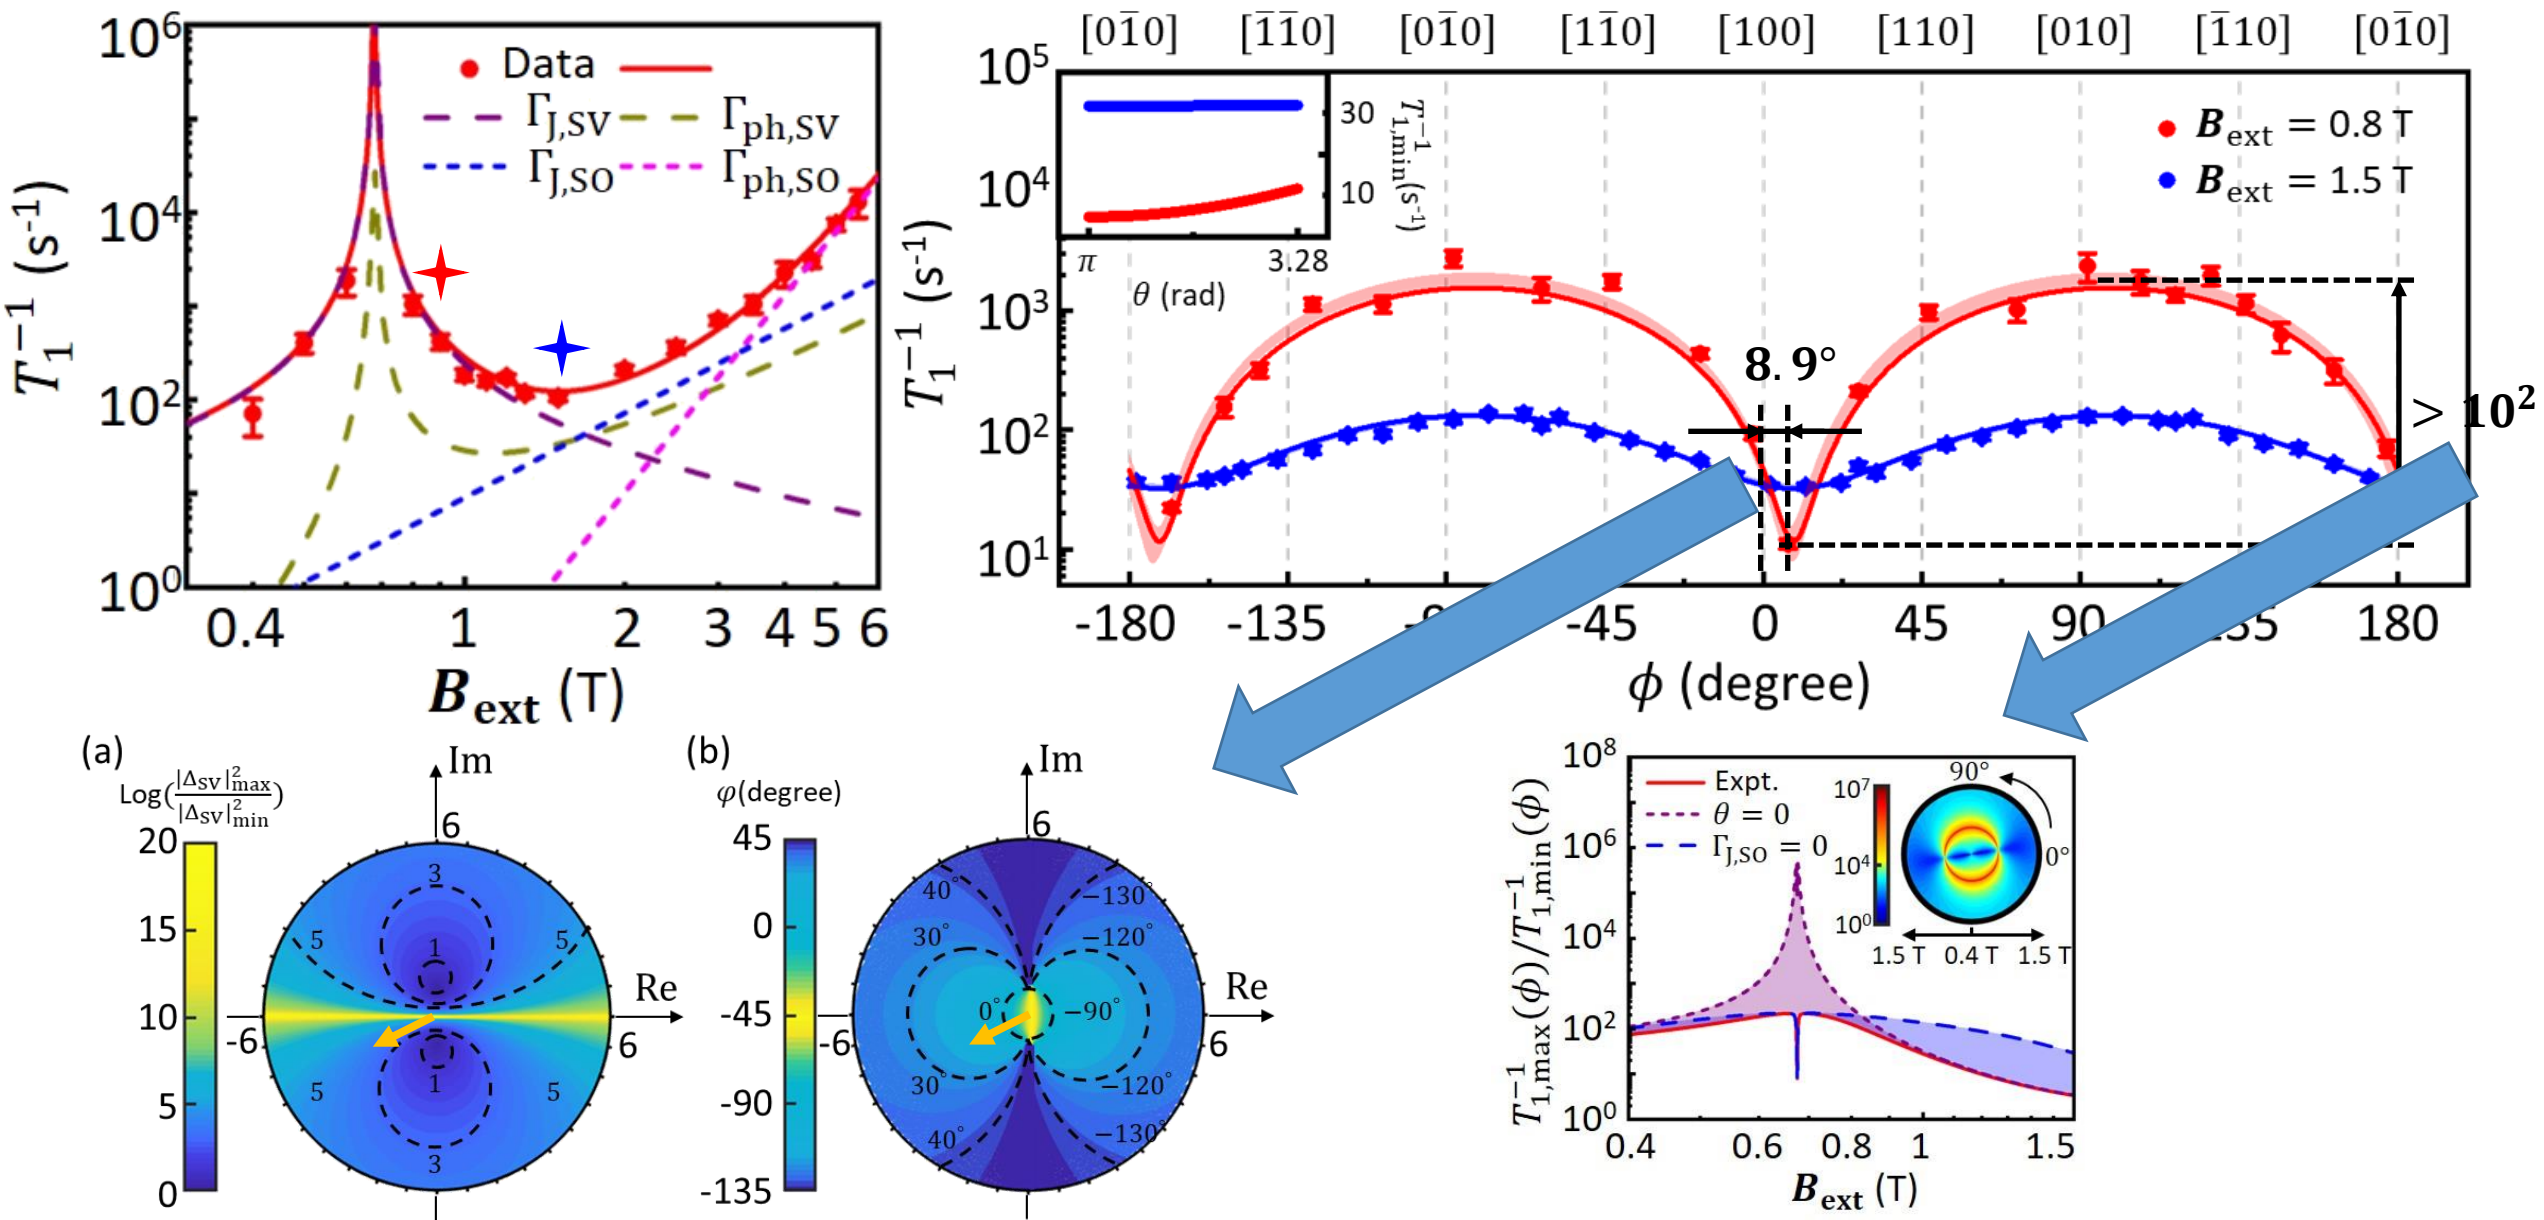 10⁶
10⁴
10²
10⁰
T₁⁻¹ (s⁻¹)
Data
Γ_J,SV
Γ_ph,SV
Γ_J,SO
Γ_ph,SO
0.4 1 2 3 4 5 6
B_ext (T)
[01̄0] [1̄1̄0] [01̄0] [11̄0] [100] [110] [010] [1̄10] [01̄0]
10⁵
10⁴
10³
10²
10¹
T₁⁻¹ (s⁻¹)
30
10
T₁,min⁻¹(s⁻¹)
π 3.28
θ (rad)
B_ext = 0.8 T
B_ext = 1.5 T
8.9°
> 10²
-180 -135 -45 0 45 90 135 180
ϕ (degree)
(a)
Log(|Δ_SV|²_max / |Δ_SV|²_min)
20
15
10
5
0
Im
6
3
1
5 5
Re
-6 6
1
5 5
3
(b)
φ(degree)
45
0
-45
-90
-135
Im
6
40° −130°
30° −120°
0° −90°
Re
-6 6
30° −120°
40° −130°
10⁸
10⁶
10⁴
10²
10⁰
T₁,max⁻¹(ϕ)/T₁,min⁻¹(ϕ)
Expt.
θ = 0
Γ_J,SO = 0
10⁷
10⁴
10⁰
90°
0°
1.5 T 0.4 T 1.5 T
0.4 0.6 0.8 1 1.5
B_ext (T)